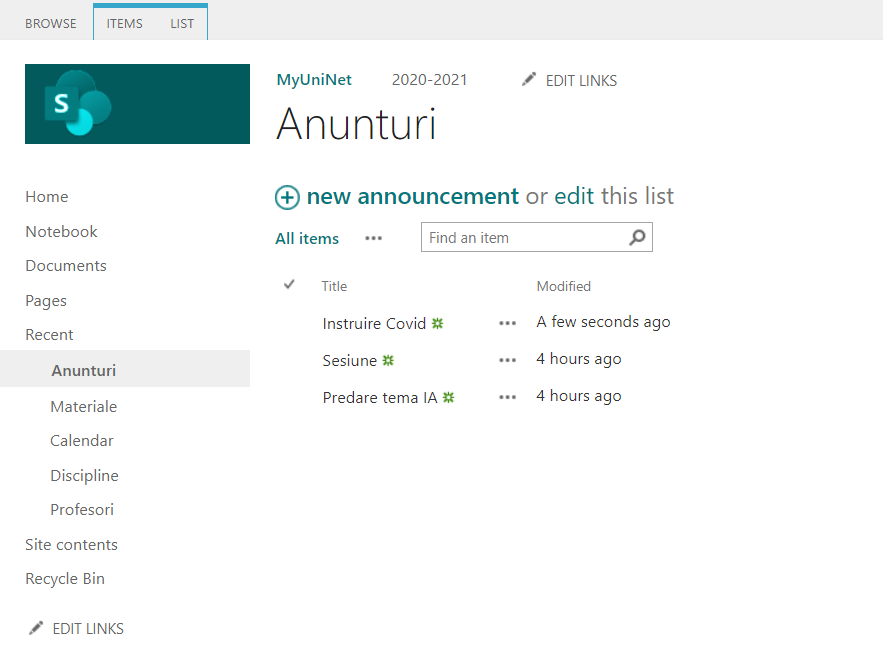 BROWSE ITEMS LIST
S
MyUniNet 2020-2021 EDIT LINKS
Anunturi
Home
Notebook
Documents
Pages
Recent
Anunturi
Materiale
Calendar
Discipline
Profesori
Site contents
Recycle Bin
EDIT LINKS
new announcement or edit this list
All items ... Find an item
Title Modified
Instruire Covid ... A few seconds ago
Sesiune ... 4 hours ago
Predare tema IA ... 4 hours ago